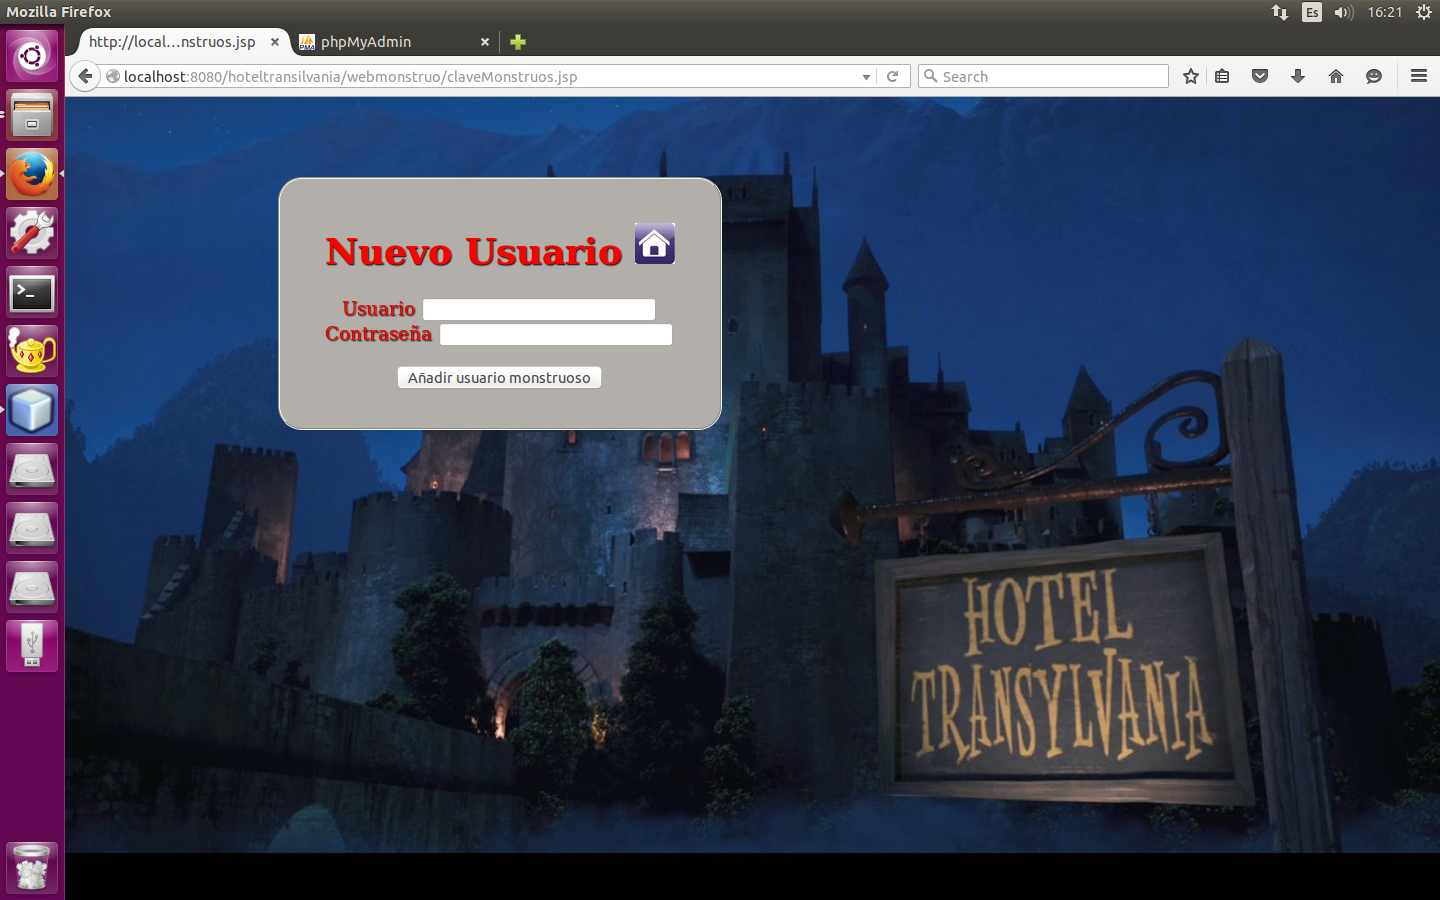 Mozilla Firefox
Es
16:21
http://local...nstruos.jsp
phpMyAdmin
localhost:8080/hoteltransilvania/webmonstruo/claveMonstruos.jsp
Search
Nuevo Usuario
Usuario
Contraseña
Añadir usuario monstruoso
HOTEL
TRANSYLVANIA